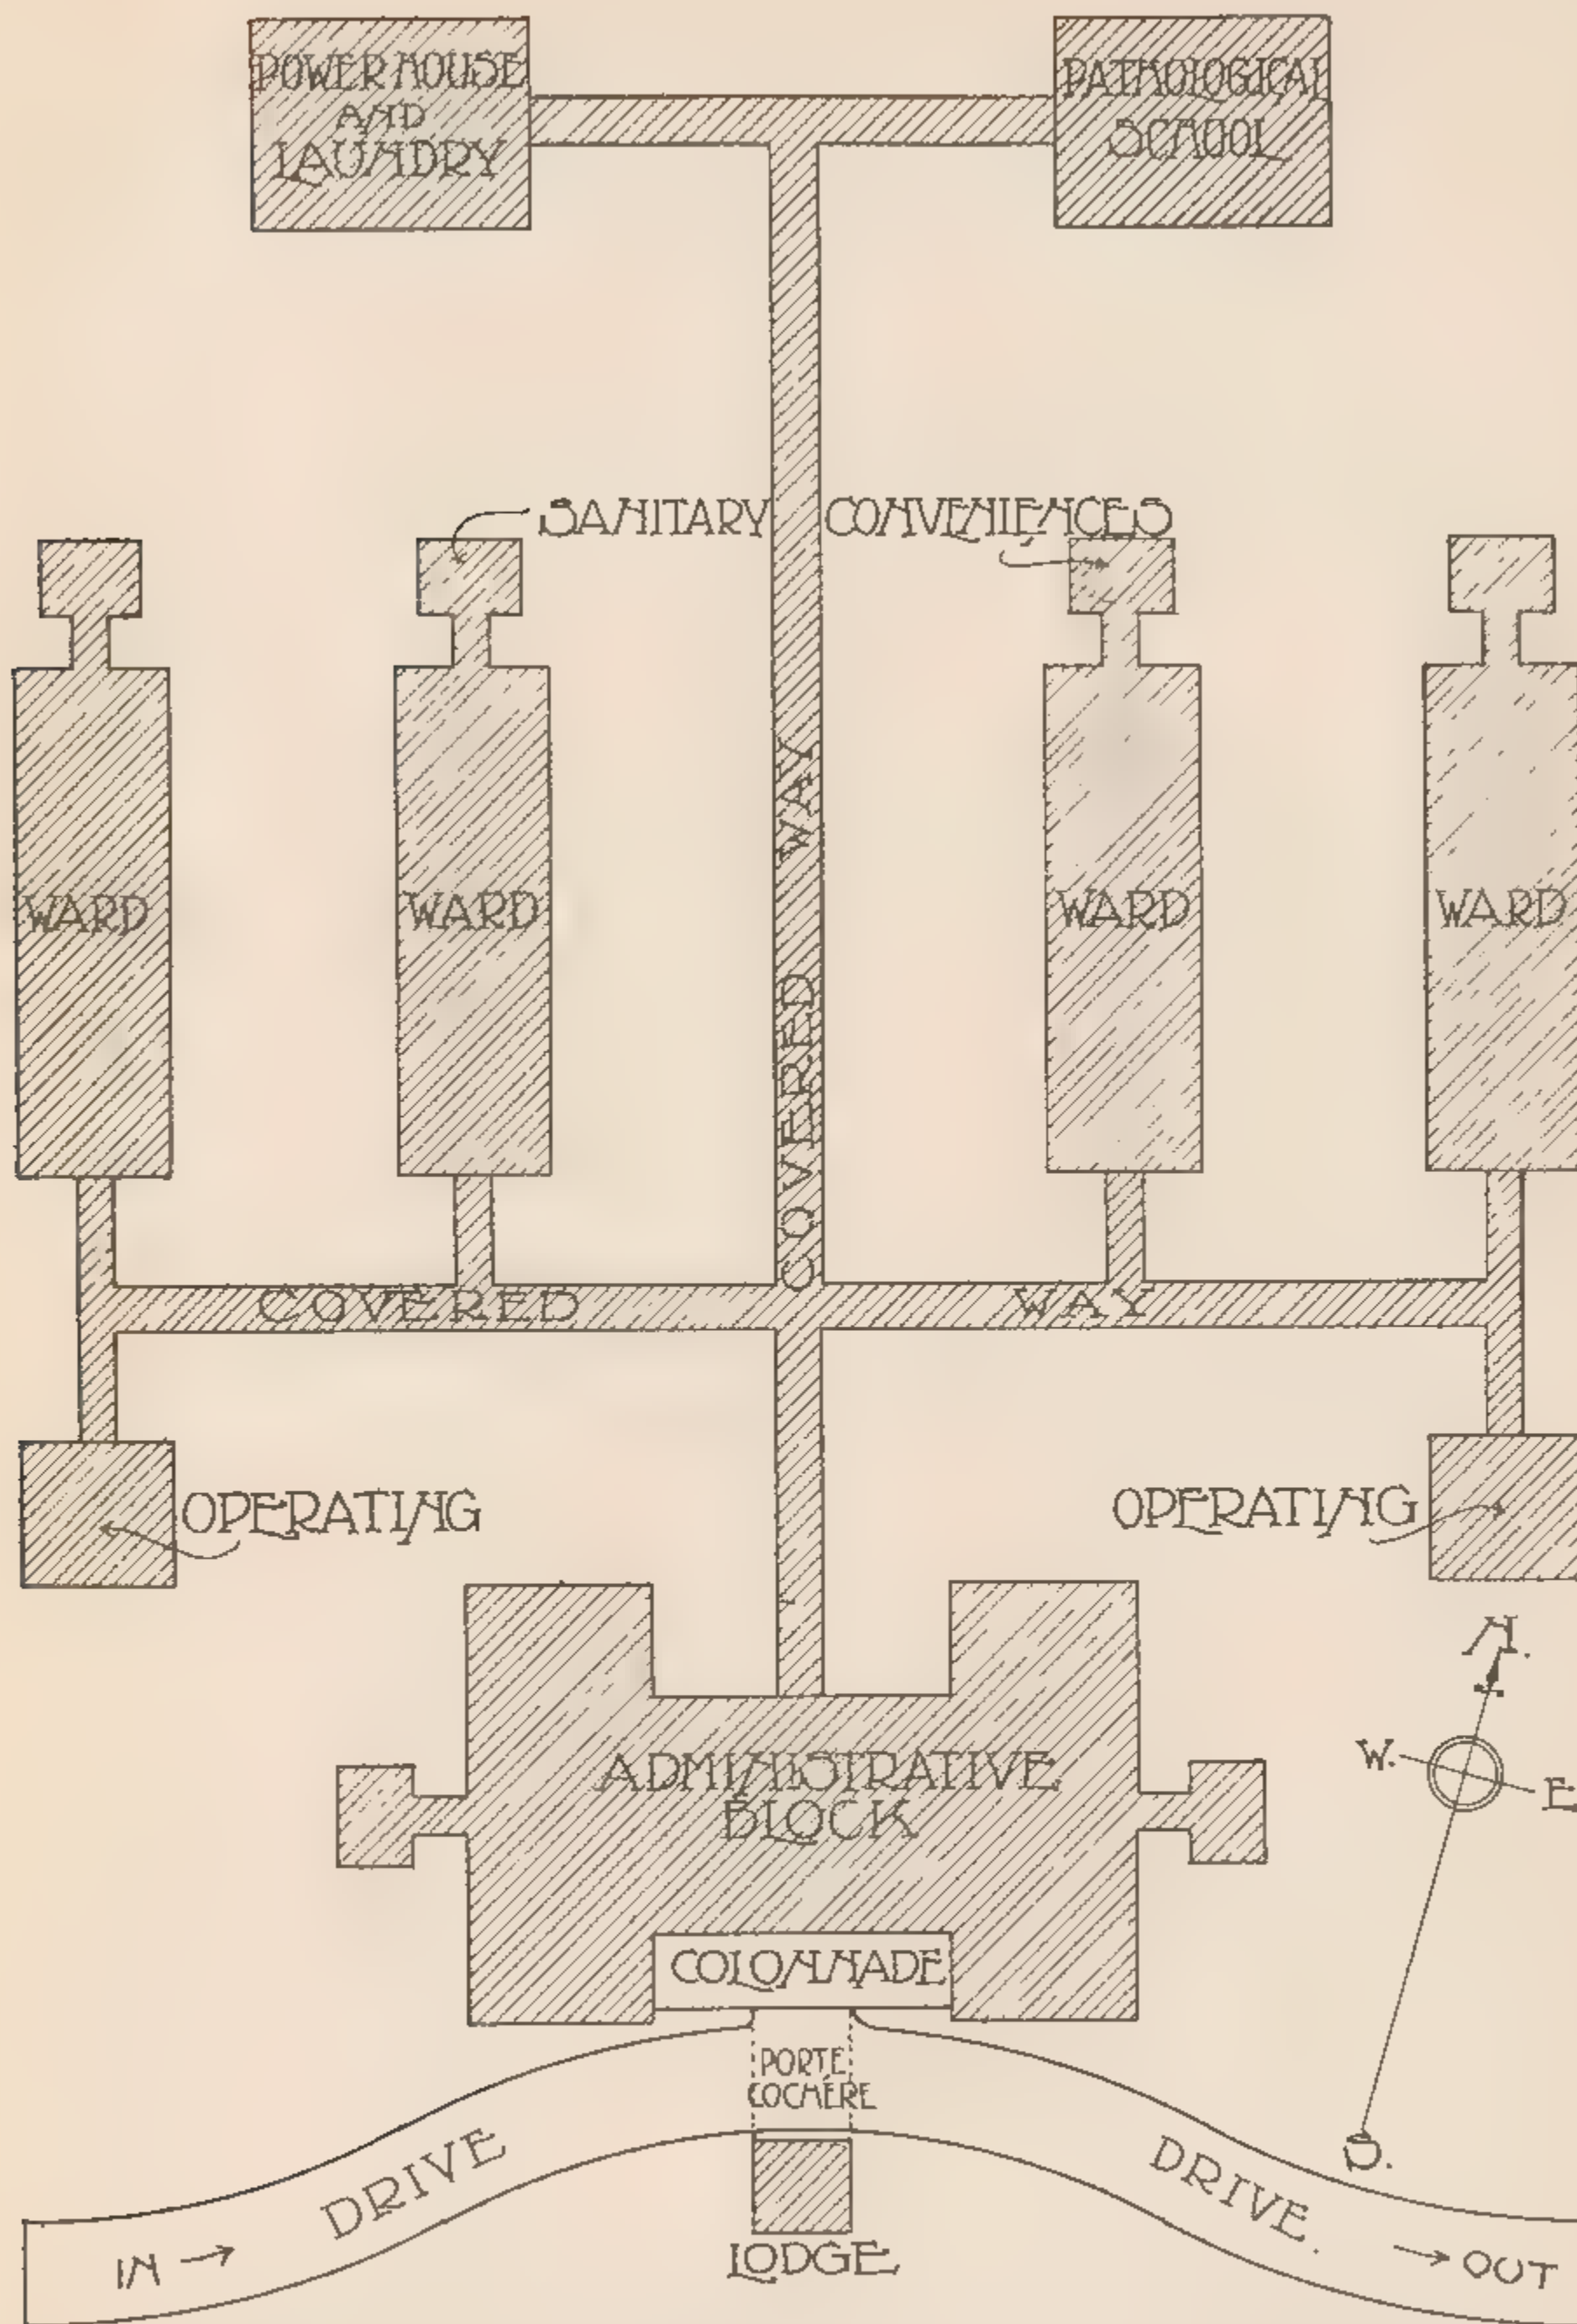 POWER HOUSE
AND
LAUNDRY
PATHOLOGICAL
SCHOOL
SANITARY CONVENIENCES
WARD
WARD
WARD
WARD
COVERED WAY
COVERED WAY
OPERATING
OPERATING
ADMINISTRATIVE
BLOCK
N.
W.
E.
S.
COLONNADE
PORTE
COCHÈRE
DRIVE
DRIVE.
IN →
→ OUT
LODGE